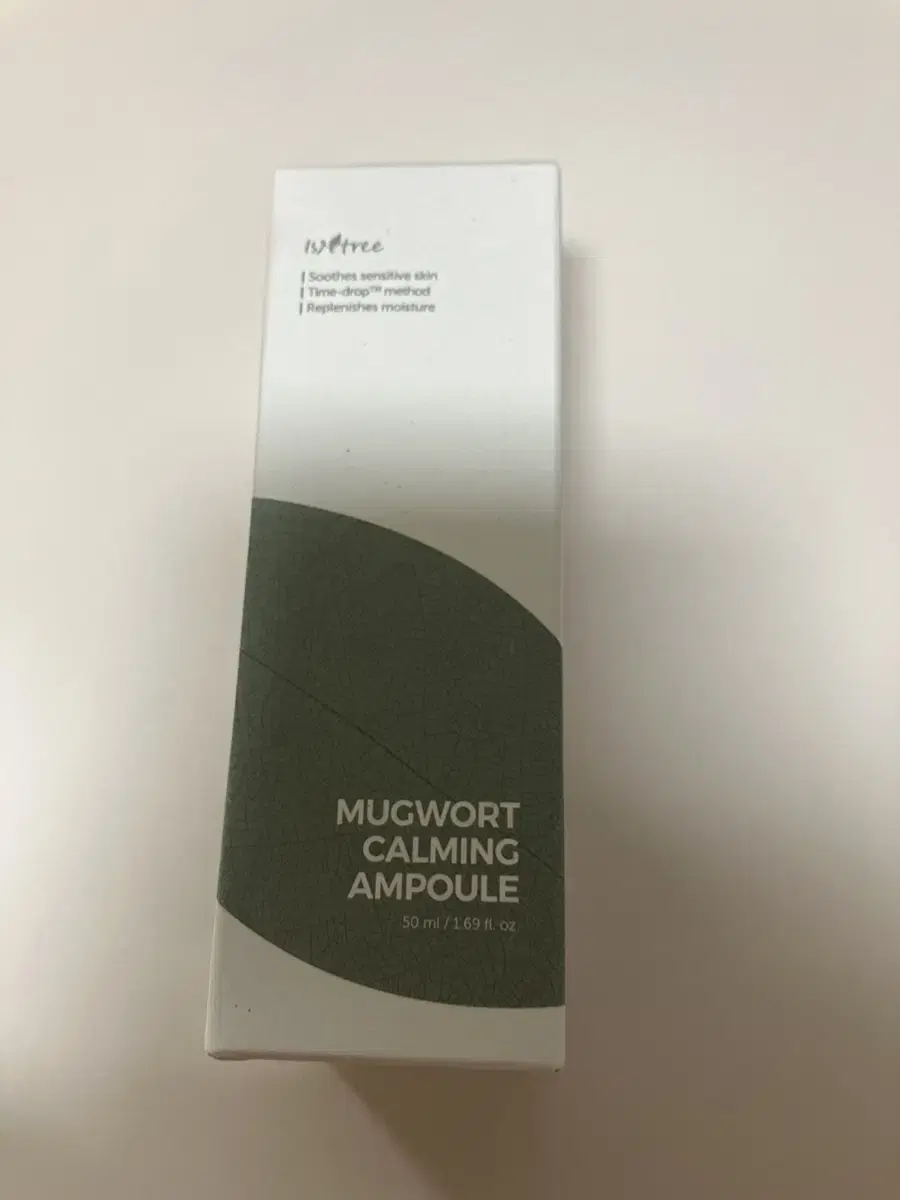 Isntree
Soothes sensitive skin
Time-drop™ method
Replenishes moisture
MUGWORT
CALMING
AMPOULE
50 ml / 1.69 fl. oz